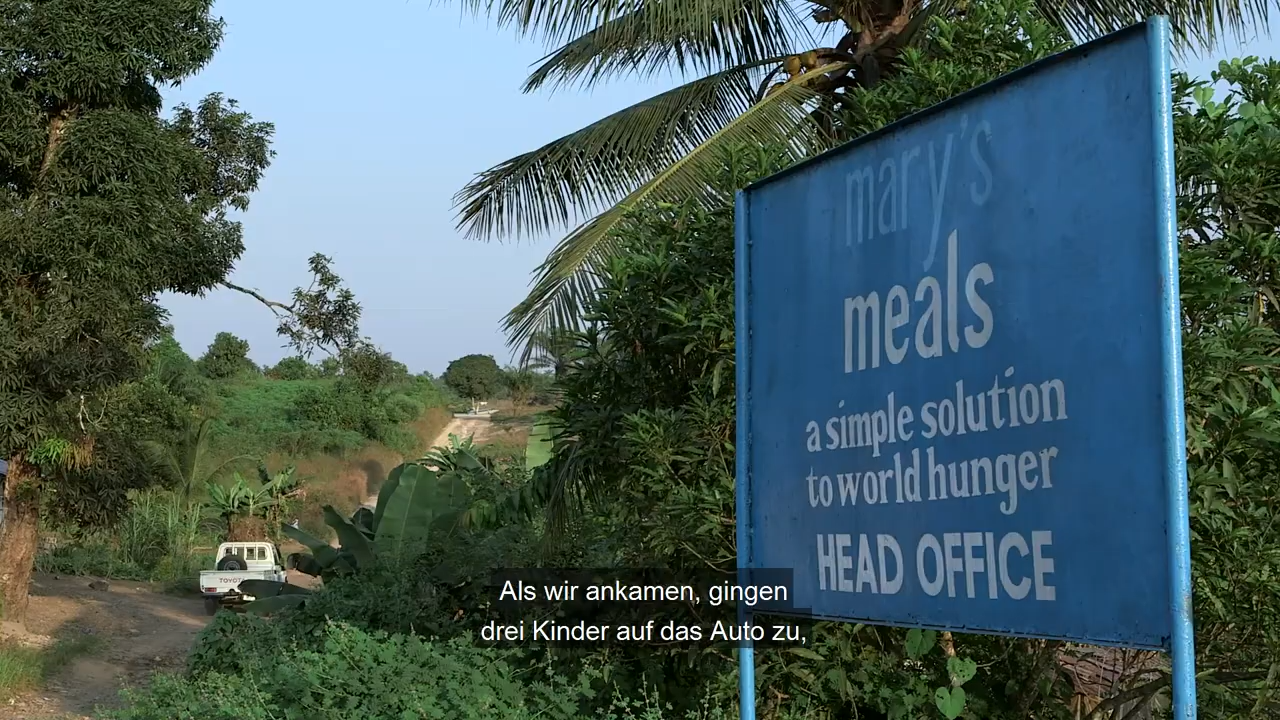 mary's
meals
a simple solution
to world hunger
HEAD OFFICE
TOYOTA
Als wir ankamen, gingen
drei Kinder auf das Auto zu,